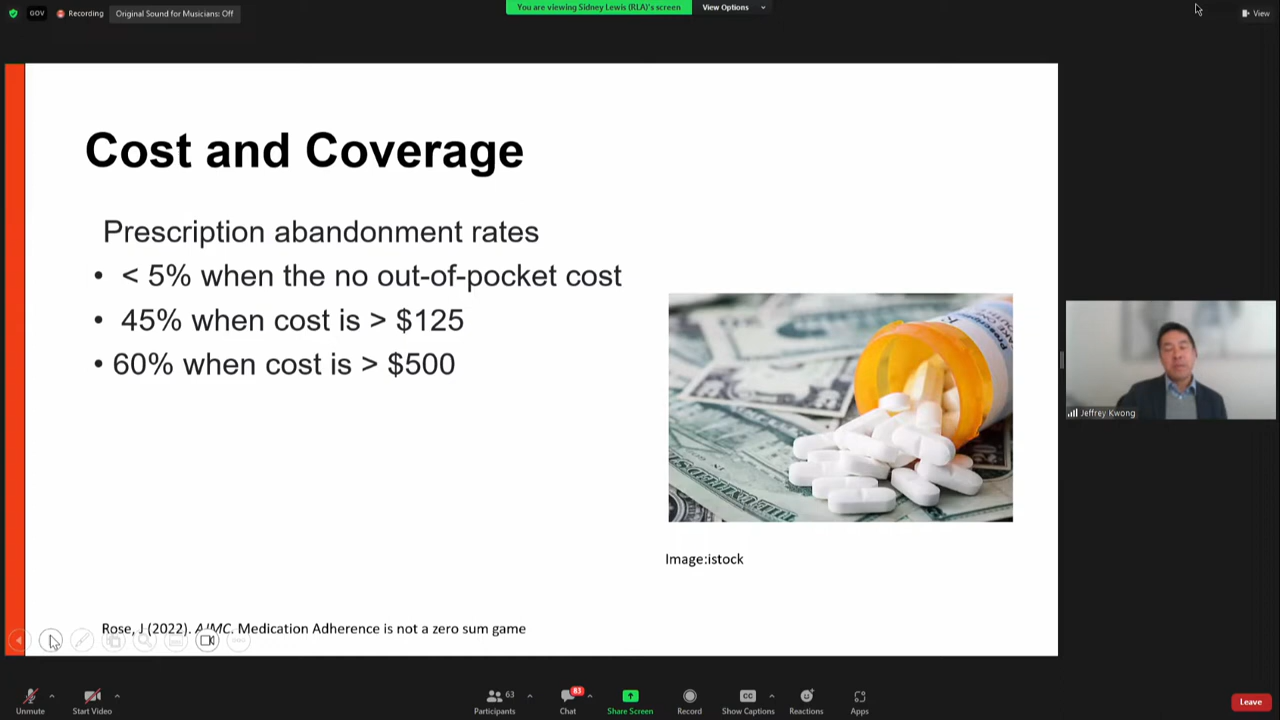 GOV
Recording
Original Sound for Musicians: Off
You are viewing Sidney Lewis (RLA)'s screen
View Options
View
Cost and Coverage
Prescription abandonment rates
• < 5% when the no out-of-pocket cost
• 45% when cost is > $125
• 60% when cost is > $500
Image:istock
Jeffrey Kwong
Rose, J (2022). AJMC. Medication Adherence is not a zero sum game
Unmute
Start Video
63
Participants
83
Chat
Share Screen
Record
CC
Show Captions
Reactions
Apps
Leave